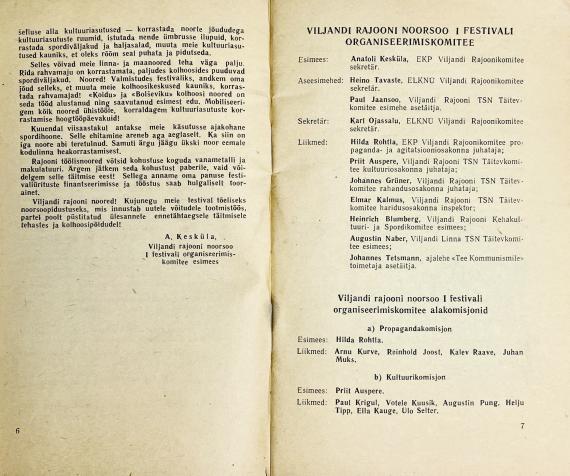 šefluse alla kultuuriasutused — korrastada noorte jõududega
kultuuriasutuste ruumid, istutada nende ümbrusse ilupuid, kor-
rastada spordiväljakud ja haljasalad, muuta meie kultuuriasu-
tused kauniks, et oleks rõõm seal puhata ja pidutseda.
Selles võivad meie linna- ja maanoored teha väga palju.
Rida rahvamaju on korrastamata, paljudes kolhoosides puuduvad
spordiväljakud. Noored! Valmistudes festivaliks, andkem oma
jõud selleks, et muuta meie kolhoosikeskused kauniks, korras-
tada rahvamajad! «Koidu» ja «Bolševiku» kolhoosi noored on
seda tööd alustanud ning saavutanud esimest edu. Mobiliseeri-
gem kõik noored ühistööle, korraldagem kultuuriasutuste kor-
rastamise hoogtööpäevakuid!
Kuuendal viisaastakul antakse meie käsutusse ajakohane
spordihoone. Selle ehitamine areneb aga aeglaselt. Ka siin on
iga noore abi teretulnud. Samuti ärgu jäägu ükski noor eemale
kodulinna heakorrastamisest.
Rajooni töölisnoored võtsid kohustuse koguda vanametalli ja
makulatuuri. Ärgem jätkem seda kohustust paberile, vaid või-
delgem selle täitmise eest! Sellega anname oma panuse festi-
valiürituste finantseerimisse ja tööstus saab hulgaliselt toor-
ainet.
Viljandi rajooni noored! Kujunegu meie festival tõeliseks
noorsoopidustuseks, mis innustab uutele võitudele tootmistöös,
partei poolt püstitatud ülesannete ennetähtaegsele täitmisele
tehastes ja kolhoosipõldudel!
A. Kesküla,
Viljandi rajooni noorsoo
I festivali organiseerimis-
komitee esimees
6
VILJANDI RAJOONI NOORSOO I FESTIVALI
ORGANISEERIMISKOMITEE
Esimees: Anatoli Kesküla, EKP Viljandi Rajoonikomitee
sekretär.
Aseesimehed: Heino Tavaste, ELKNÜ Viljandi Rajoonikomitee
sekretär.
Paul Jaansoo, Viljandi Rajooni TSN Täitev-
komitee esimehe asetäitja.
Sekretär: Karl Ojassalu, ELKNÜ Viljandi Rajoonikomitee
sekretär.
Liikmed: Hilda Rohtla, EKP Viljandi Rajoonikomitee pro-
paganda- ja agitatsiooniosakonna juhataja;
Priit Auspere, Viljandi Rajooni TSN Täitevkomi-
tee kultuuriosakonna juhataja;
Johannes Grüner, Viljandi Rajooni TSN Täitev-
komitee rahandusosakonna juhataja;
Elmar Kalmus, Viljandi Rajooni TSN Täitev-
komitee haridusosakonna inspektor;
Heinrich Blumberg, Viljandi Rajooni Kehakul-
tuuri- ja Spordikomitee esimees;
Augustin Naber, Viljandi Linna TSN Täitevkomi-
tee esimees;
Johannes Tetsmann, ajalehe «Tee Kommunismile»
toimetaja asetäitja.
Viljandi rajooni noorsoo I festivali
organiseerimiskomitee alakomisjonid
a) Propagandakomisjon
Esimees: Hilda Rohtla.
Liikmed: Arnu Kurve, Reinhold Joost, Kalev Raave, Juhan
Muks.
b) Kultuurikomisjon
Esimees: Priit Auspere.
Liikmed: Paul Krigul, Votele Kuusik, Augustin Pung, Helju
Tipp, Ella Kauge, Ülo Selter.
7